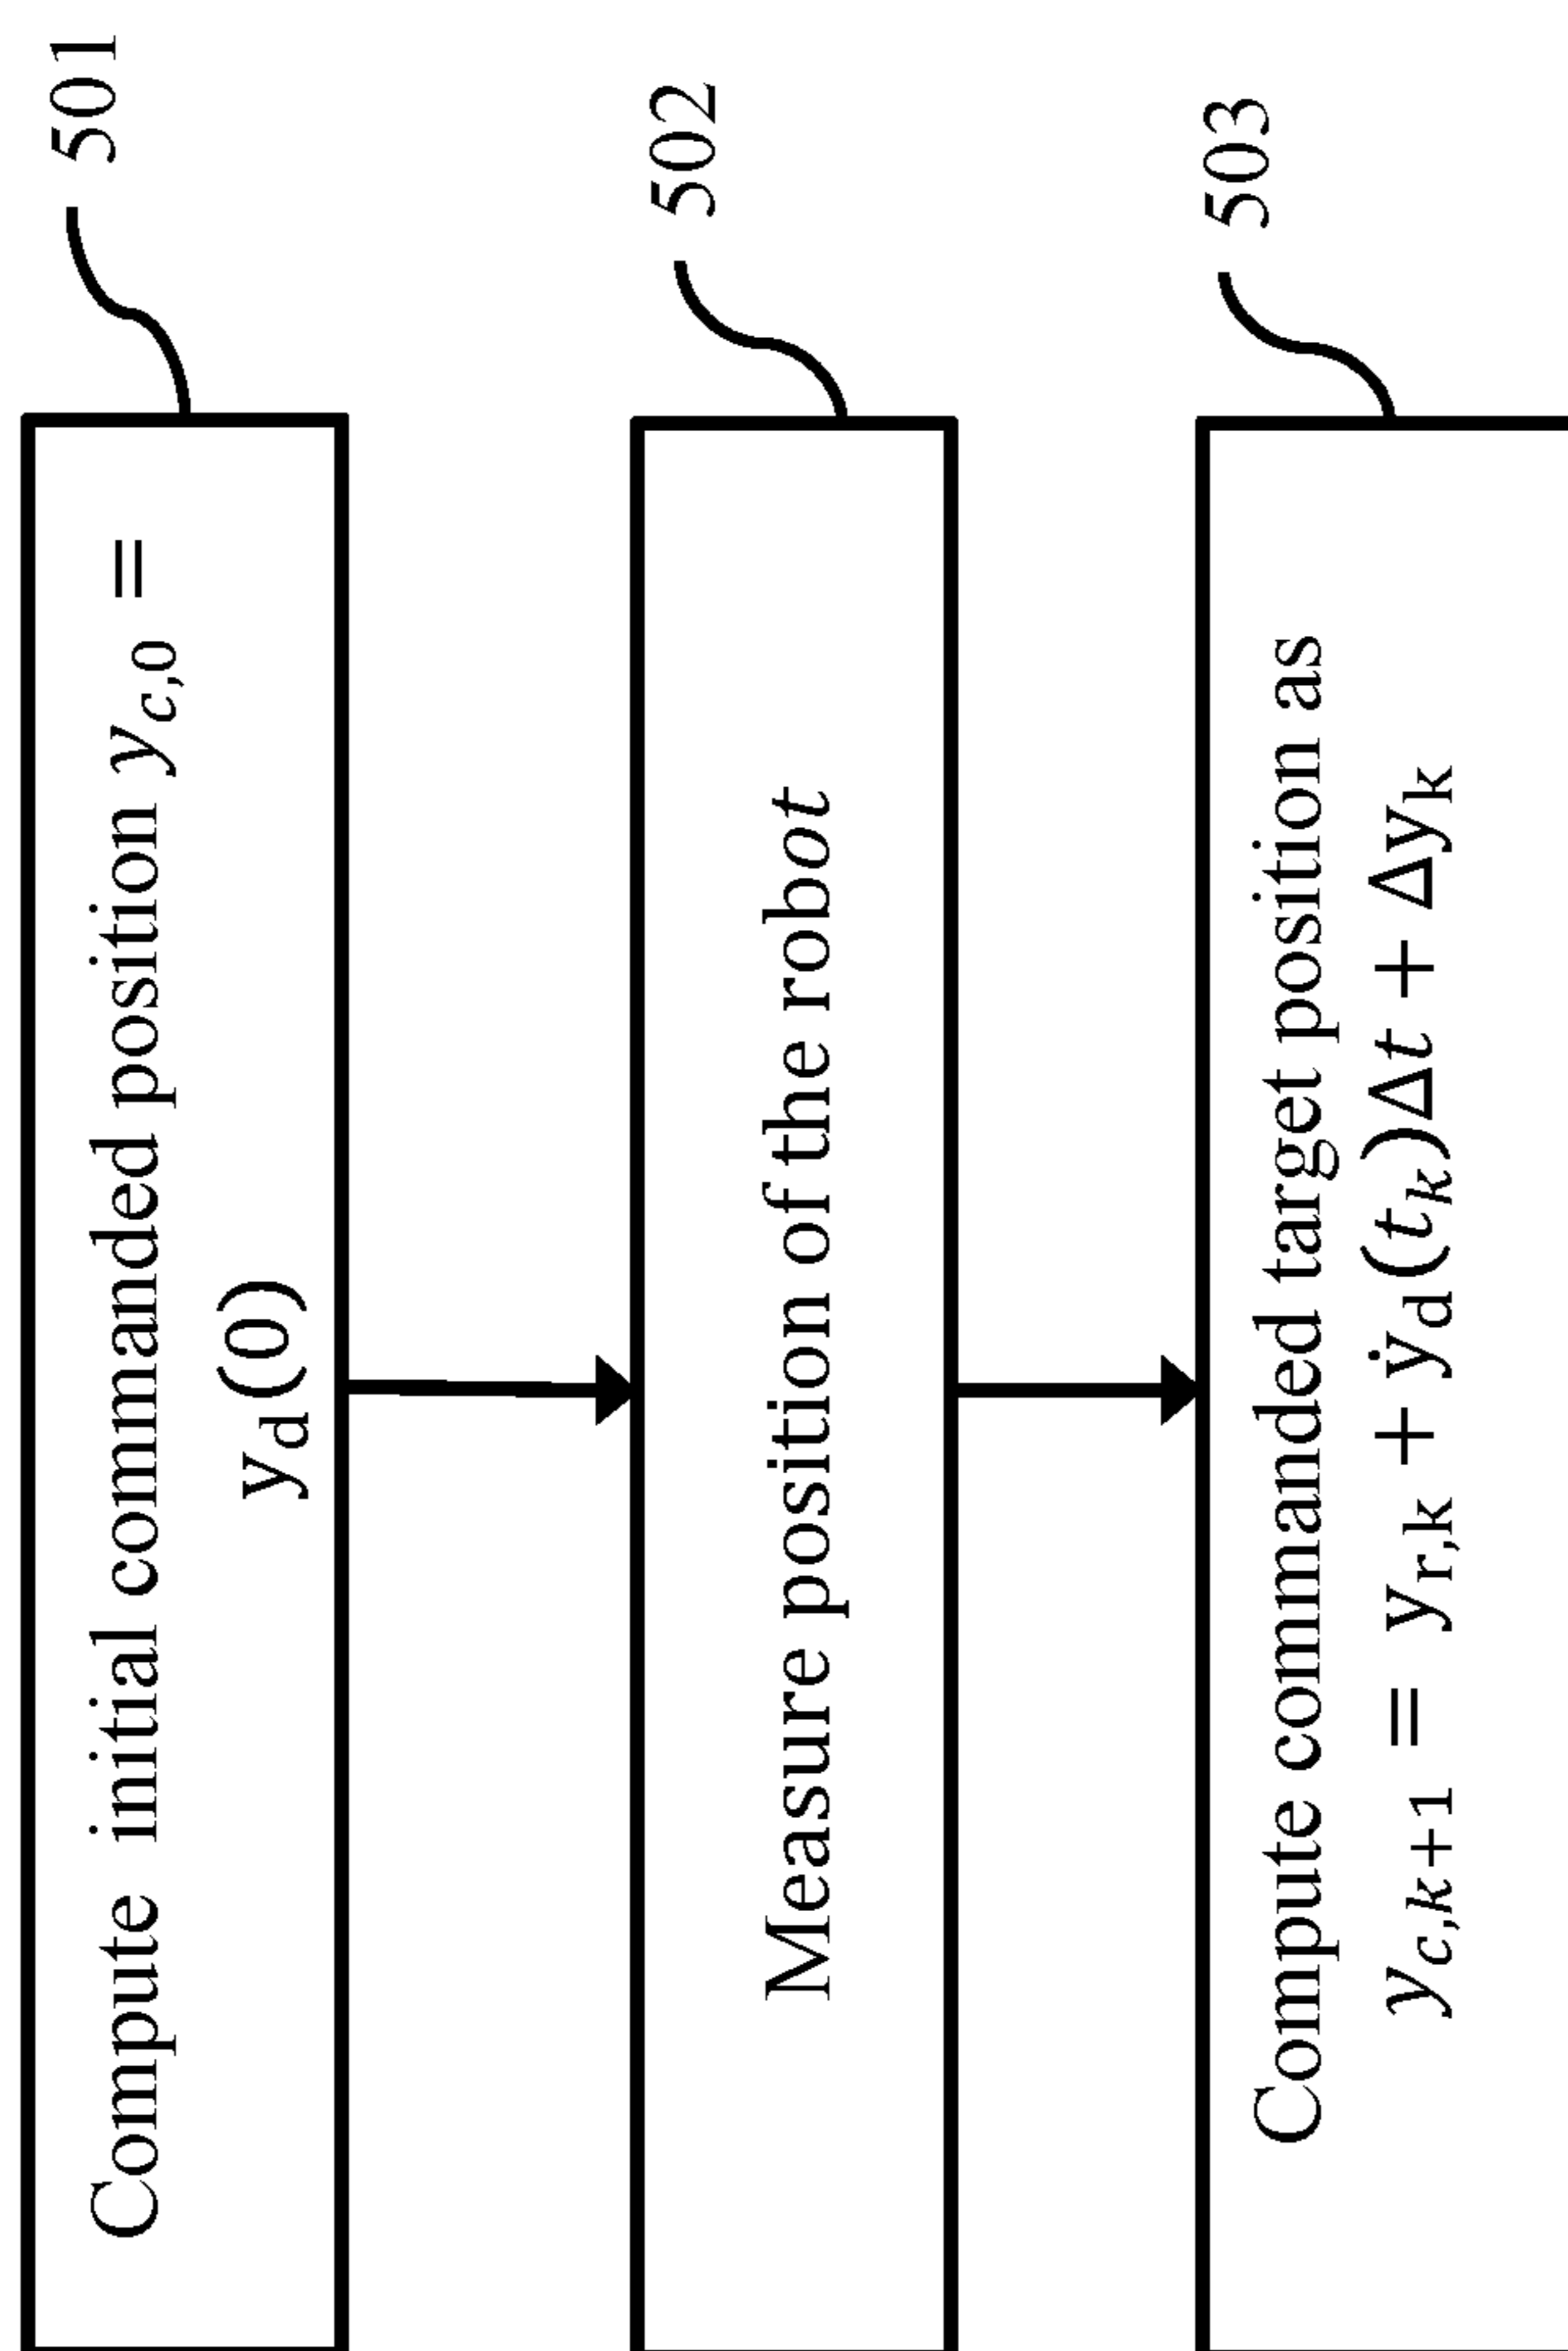 501
Compute initial commanded position y_{c,0} =
y_d(0)
502
Measure position of the robot
503
Compute commanded target position as
y_{c,k+1} = y_{r,k} + ẏ_d(t_k)Δt + Δy_k